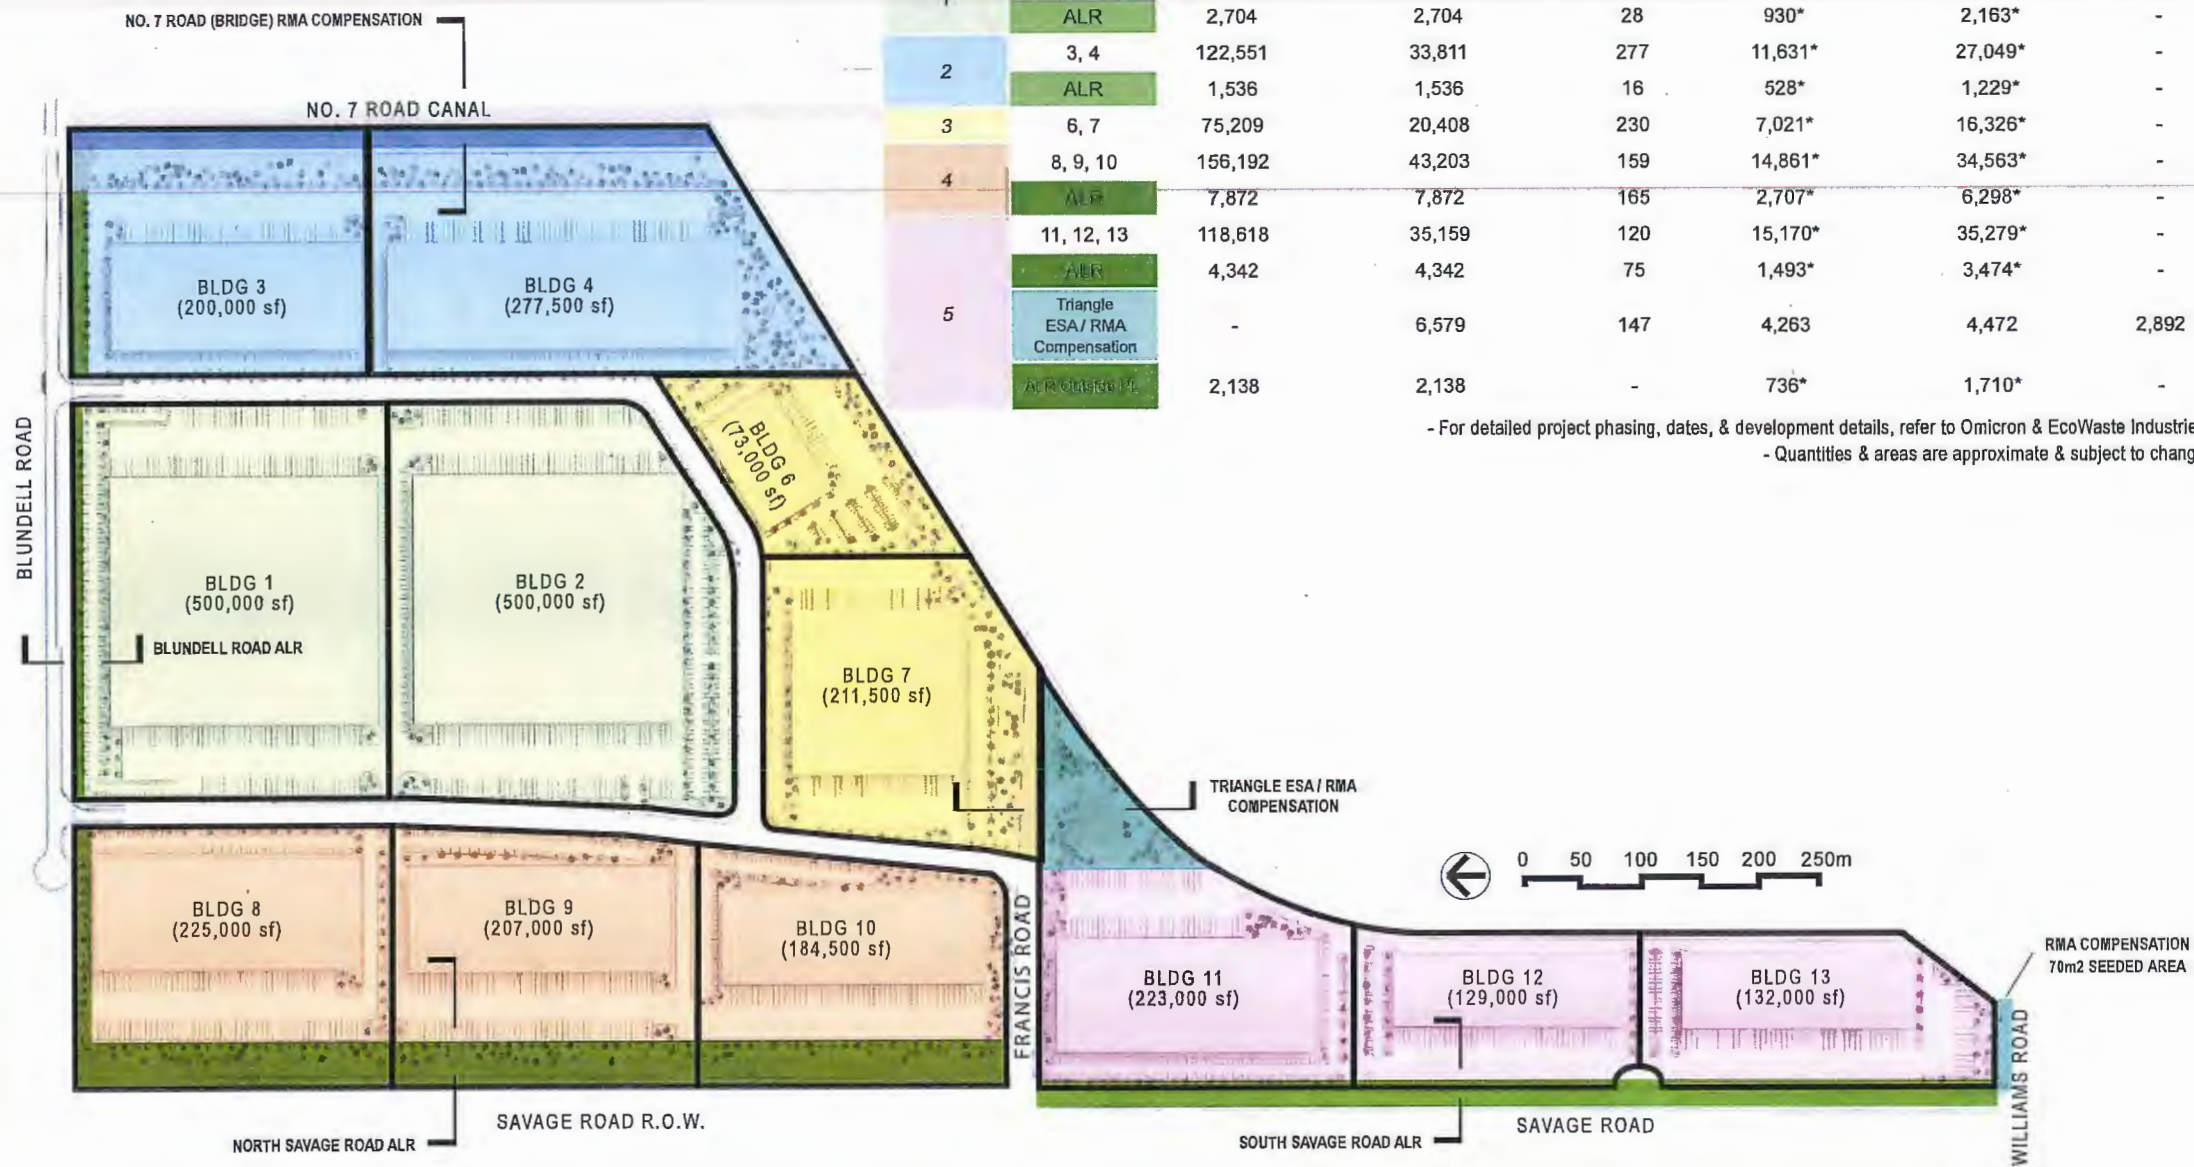 NO. 7 ROAD (BRIDGE) RMA COMPENSATION
ALR 2,704 2,704 28 930* 2,163* -
2 3, 4 122,551 33,811 277 11,631* 27,049* -
ALR 1,536 1,536 16 528* 1,229* -
3 6, 7 75,209 20,408 230 7,021* 16,326* -
4 8, 9, 10 156,192 43,203 159 14,861* 34,563* -
ALR 7,872 7,872 165 2,707* 6,298* -
5 11, 12, 13 118,618 35,159 120 15,170* 35,279* -
ALR 4,342 4,342 75 1,493* 3,474* -
Triangle
ESA / RMA - 6,579 147 4,263 4,472 2,892
Compensation
ALR Outside PL 2,138 2,138 - 736* 1,710* -
- For detailed project phasing, dates, & development details, refer to Omicron & EcoWaste Industrie
- Quantities & areas are approximate & subject to chang
NO. 7 ROAD CANAL
BLDG 3
(200,000 sf)
BLDG 4
(277,500 sf)
BLUNDELL ROAD
BLDG 6
(73,000 sf)
BLDG 1
(500,000 sf)
BLDG 2
(500,000 sf)
BLUNDELL ROAD ALR
BLDG 7
(211,500 sf)
TRIANGLE ESA / RMA
COMPENSATION
0 50 100 150 200 250m
BLDG 8
(225,000 sf)
BLDG 9
(207,000 sf)
BLDG 10
(184,500 sf)
FRANCIS ROAD
BLDG 11
(223,000 sf)
BLDG 12
(129,000 sf)
BLDG 13
(132,000 sf)
RMA COMPENSATION
70m2 SEEDED AREA
WILLIAMS ROAD
SAVAGE ROAD R.O.W.
NORTH SAVAGE ROAD ALR
SOUTH SAVAGE ROAD ALR
SAVAGE ROAD